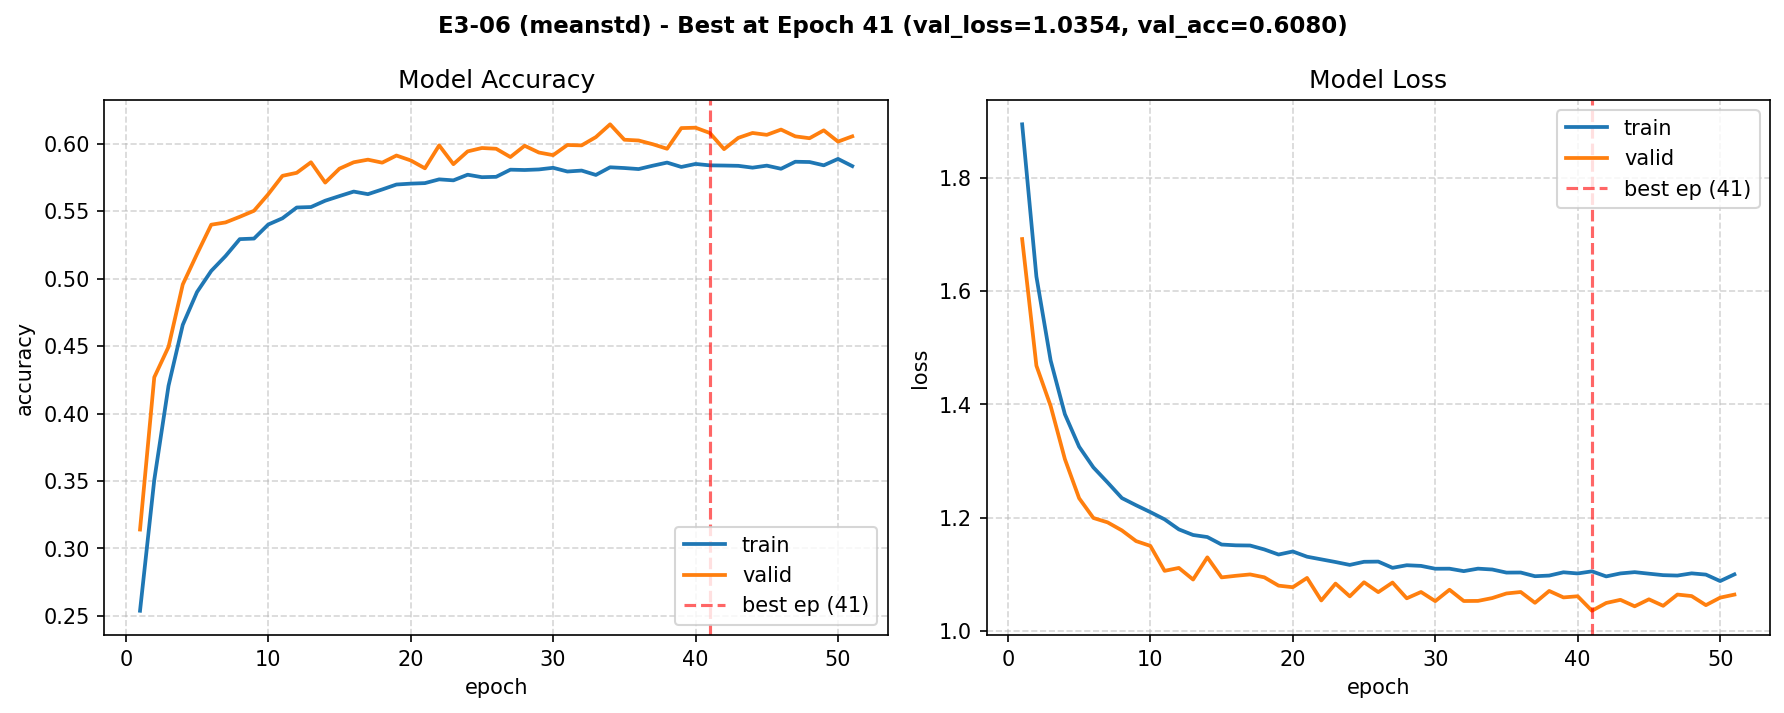 E3-06 (meanstd) - Best at Epoch 41 (val_loss=1.0354, val_acc=0.6080)
Model Accuracy
accuracy
0.60
0.55
0.50
0.45
0.40
0.35
0.30
0.25
train
valid
best ep (41)
0 10 20 30 40 50
epoch
Model Loss
loss
1.8
1.6
1.4
1.2
1.0
train
valid
best ep (41)
0 10 20 30 40 50
epoch